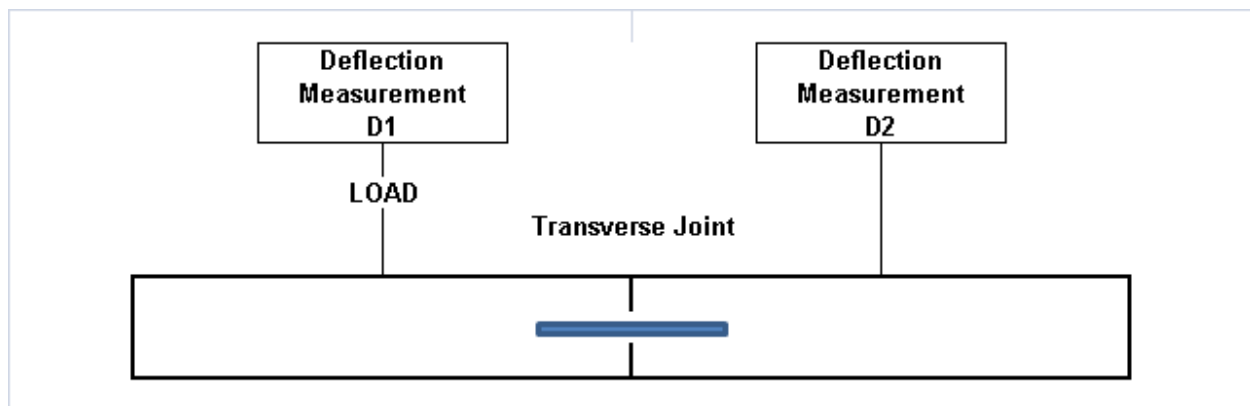 Deflection
Measurement
D1
Deflection
Measurement
D2
LOAD
Transverse Joint